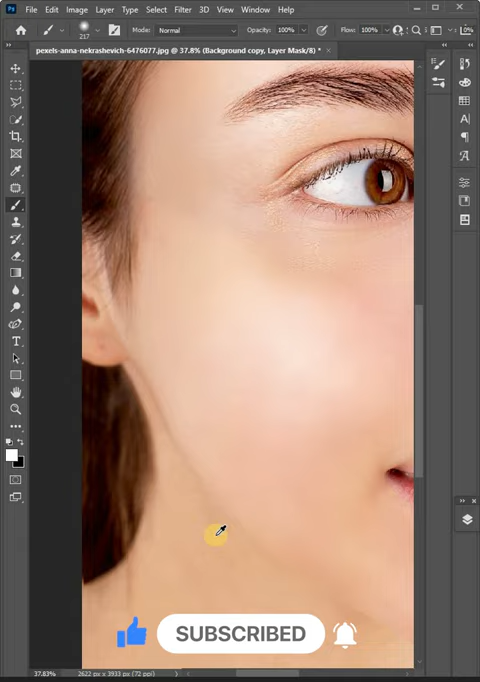 Ps File Edit Image Layer Type Select Filter 3D View Window Help
217 Mode: Normal Opacity: 100% Flow: 100% 10%
pexels-anna-nekrashevich-6476077.jpg @ 37.8% (Background copy, Layer Mask/8) * ×
SUBSCRIBED
37.83% 2622 px x 3933 px (72 ppi)